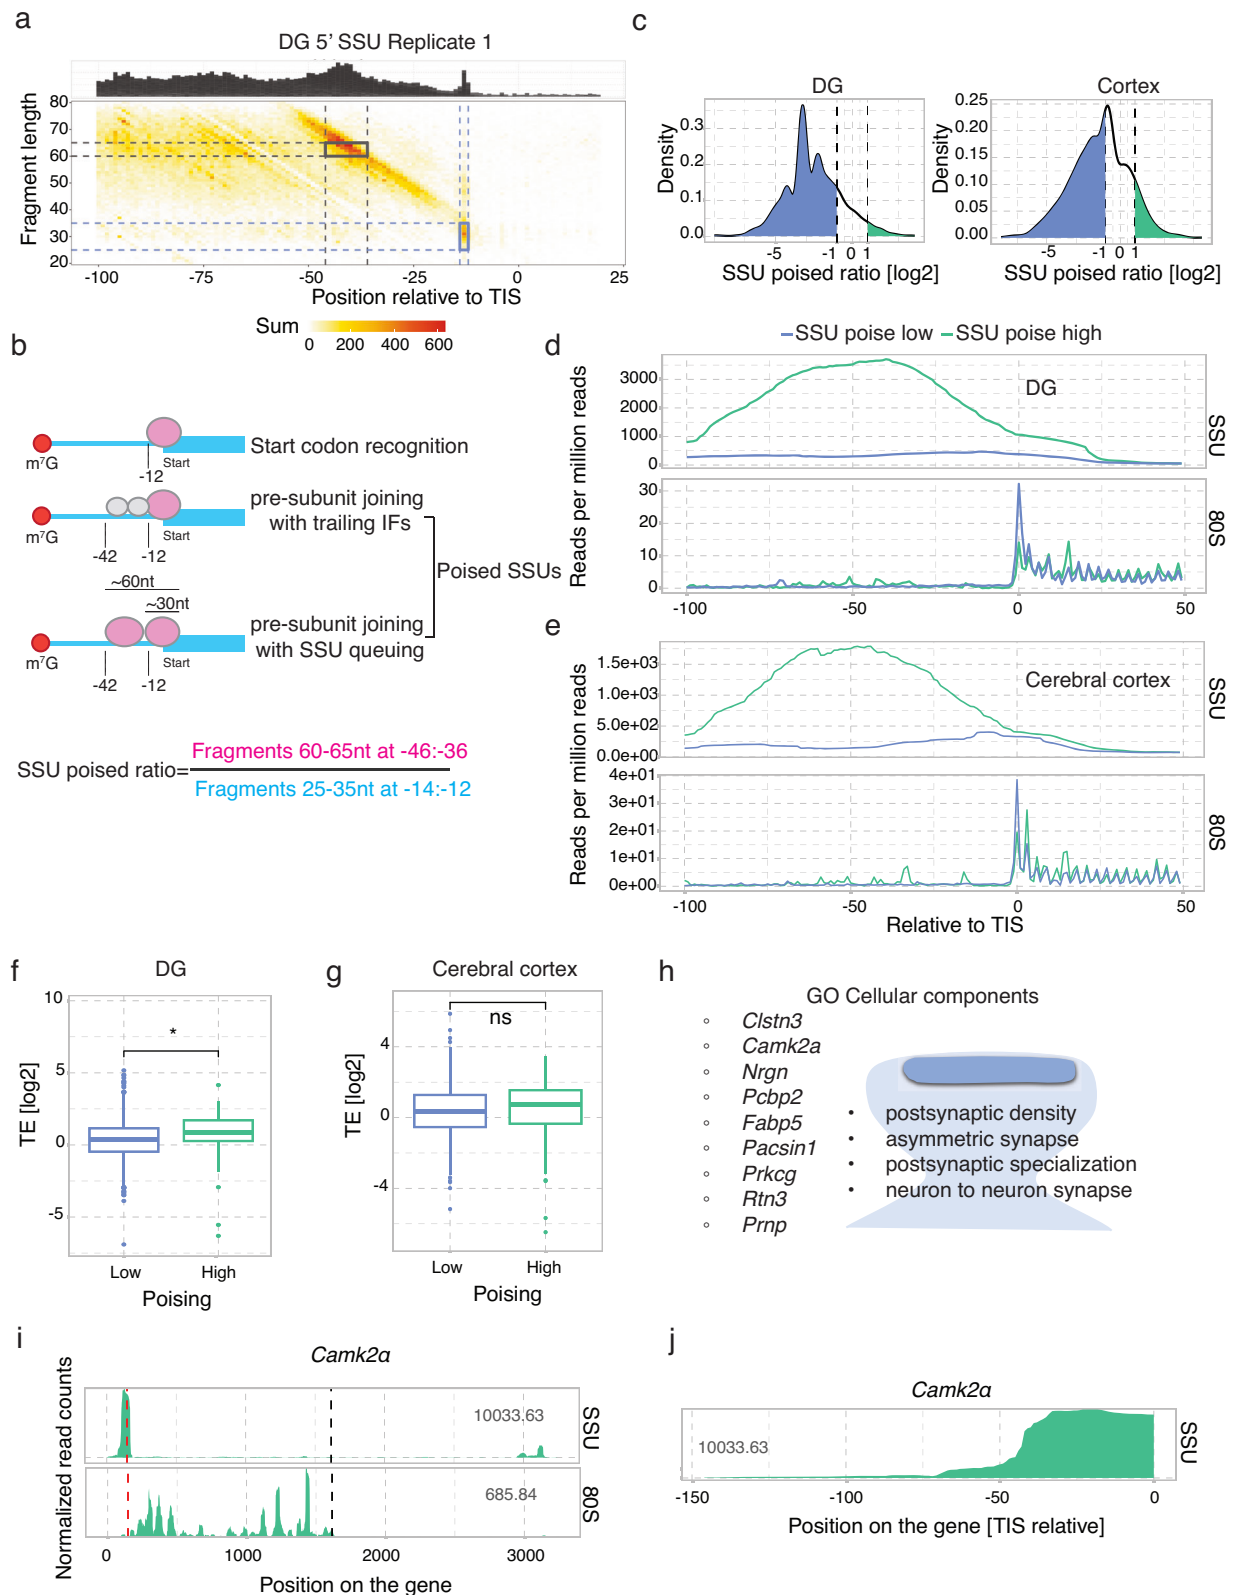 a
DG 5' SSU Replicate 1
Fragment length
80
70
60
50
40
30
20
-100
-75
-50
-25
0
25
Position relative to TIS
Sum
0
200
400
600
b
m⁷G
-12
Start
Start codon recognition
m⁷G
-42
-12
Start
pre-subunit joining
with trailing IFs
Poised SSUs
~60nt
~30nt
m⁷G
-42
-12
Start
pre-subunit joining
with SSU queuing
SSU poised ratio=
Fragments 60-65nt at -46:-36
Fragments 25-35nt at -14:-12
c
DG
Density
0.3
0.2
0.1
0.0
-5
-1
0
1
SSU poised ratio [log2]
Cortex
Density
0.25
0.20
0.15
0.10
0.05
0.00
-5
-1
0
1
SSU poised ratio [log2]
SSU poise low
SSU poise high
d
Reads per million reads
3000
2000
1000
0
DG
SSU
30
20
10
0
80S
-100
-50
0
50
e
Reads per million reads
1.5e+03
1.0e+03
5.0e+02
0.0e+00
Cerebral cortex
SSU
4e+01
3e+01
2e+01
1e+01
0e+00
80S
-100
-50
0
50
Relative to TIS
f
DG
TE [log2]
10
5
0
-5
*
Low
High
Poising
g
Cerebral cortex
TE [log2]
4
0
-4
ns
Low
High
Poising
h
GO Cellular components
Clstn3
Camk2a
Nrgn
Pcbp2
Fabp5
Pacsin1
Prkcg
Rtn3
Prnp
• postsynaptic density
• asymmetric synapse
• postsynaptic specialization
• neuron to neuron synapse
i
Camk2α
Normalized read counts
10033.63
SSU
685.84
80S
0
1000
2000
3000
Position on the gene
j
Camk2α
10033.63
SSU
-150
-100
-50
0
Position on the gene [TIS relative]